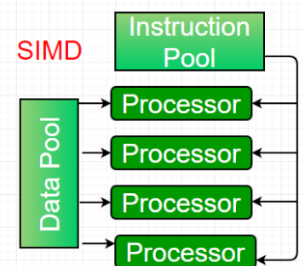 SIMD
Instruction
Pool
Data Pool
Processor
Processor
Processor
Processor